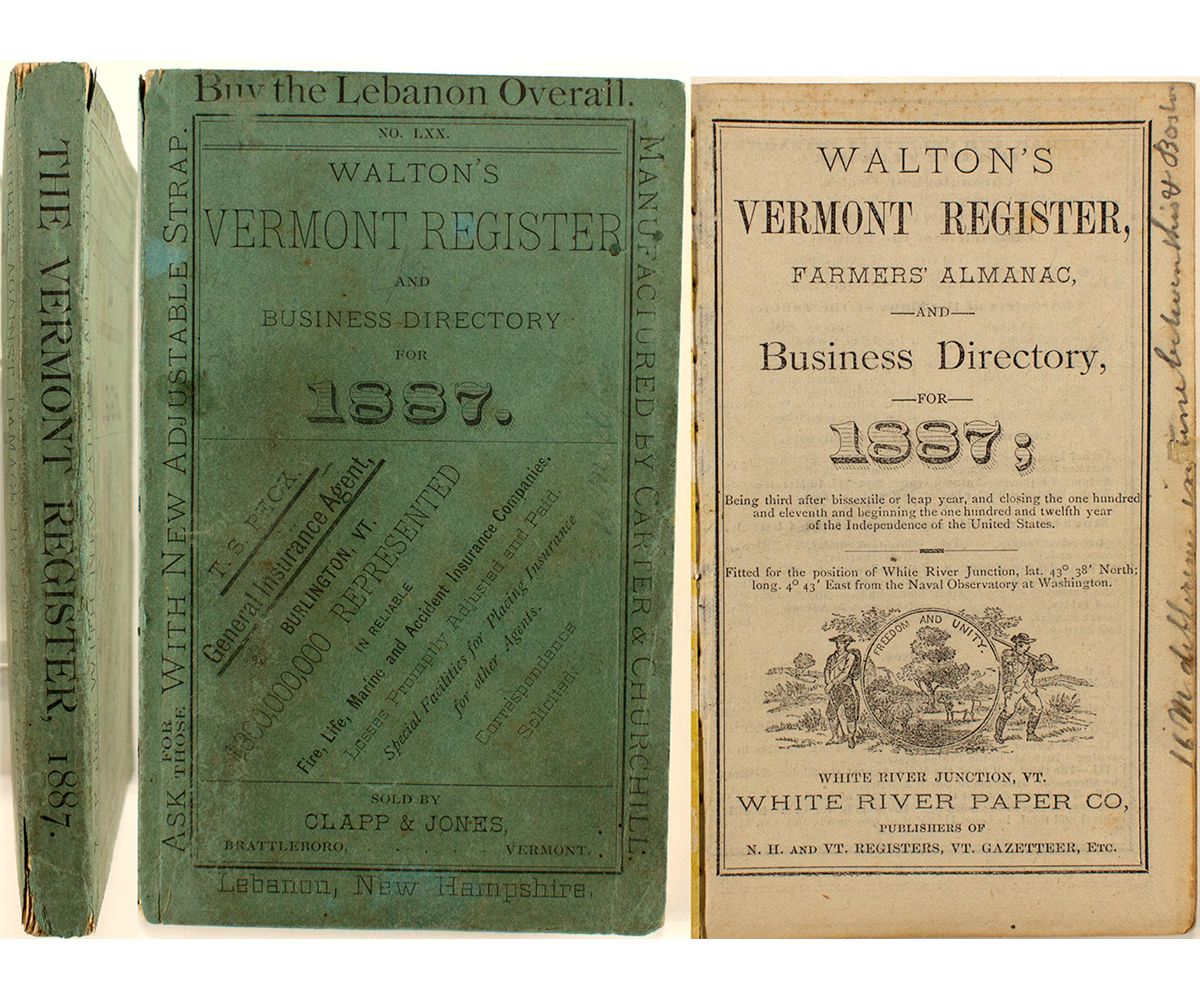 THE VERMONT REGISTER, 1887.
Buy the Lebanon Overall.
ASK FOR THOSE WITH NEW ADJUSTABLE STRAP.
MANUFACTURED BY CARTER & CHURCHILL:
Lebanon, New Hampshire,
NO. LXX.
WALTON'S
VERMONT REGISTER
AND
BUSINESS DIRECTORY
FOR
1887.
T. S. PECK,
General Insurance Agent,
BURLINGTON, VT.
000,000 REPRESENTED
IN RELIABLE
Fire, Life, Marine and Accident Insurance Companies.
Losses Promptly Adjusted and Paid.
Special Facilities for Placing Insurance
for other Agents.
Correspondence
Solicited.
SOLD BY
CLAPP & JONES,
BRATTLEBORO, . . . . . . VERMONT.
WALTON'S
VERMONT REGISTER,
FARMERS' ALMANAC,
—AND—
Business Directory,
—FOR—
1887;
Being third after bissextile or leap year, and closing the one hundred
and eleventh and beginning the one hundred and twelfth year
of the Independence of the United States.
Fitted for the position of White River Junction, lat. 43° 38' North;
long. 4° 43' East from the Naval Observatory at Washington.
FREEDOM AND UNITY.
WHITE RIVER JUNCTION, VT.
WHITE RIVER PAPER CO,
PUBLISHERS OF
N. H. AND VT. REGISTERS, VT. GAZETTEER, ETC.
16 M. difference in time between this & Boston